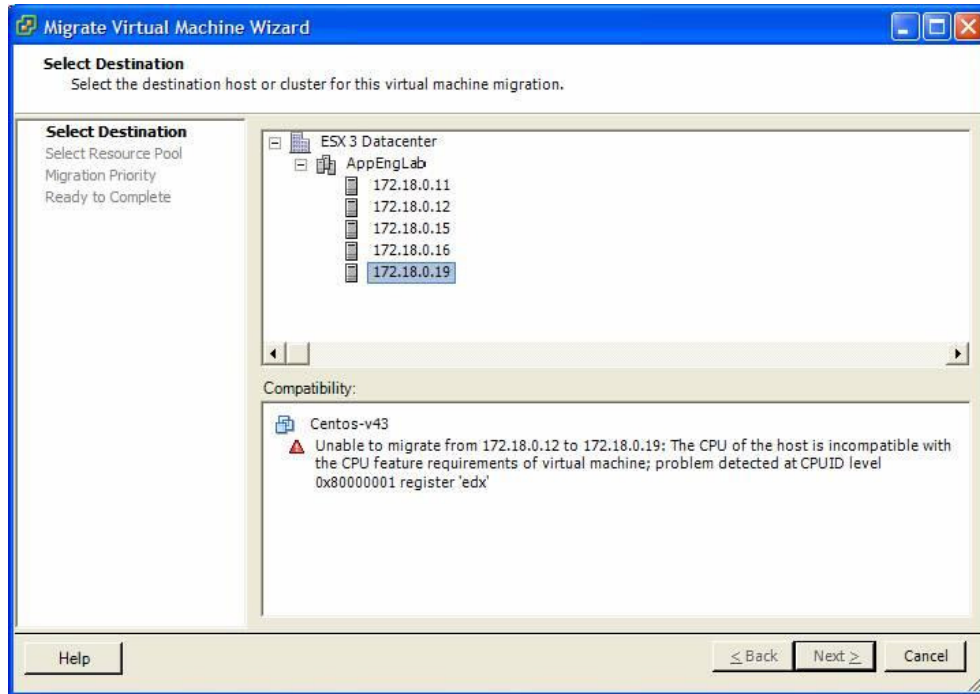 Migrate Virtual Machine Wizard
Select Destination
Select the destination host or cluster for this virtual machine migration.
Select Destination
Select Resource Pool
Migration Priority
Ready to Complete
ESX 3 Datacenter
AppEngLab
172.18.0.11
172.18.0.12
172.18.0.15
172.18.0.16
172.18.0.19
Compatibility:
Centos-v43
Unable to migrate from 172.18.0.12 to 172.18.0.19: The CPU of the host is incompatible with
the CPU feature requirements of virtual machine; problem detected at CPUID level
0x80000001 register 'edx'
Help
< Back
Next >
Cancel